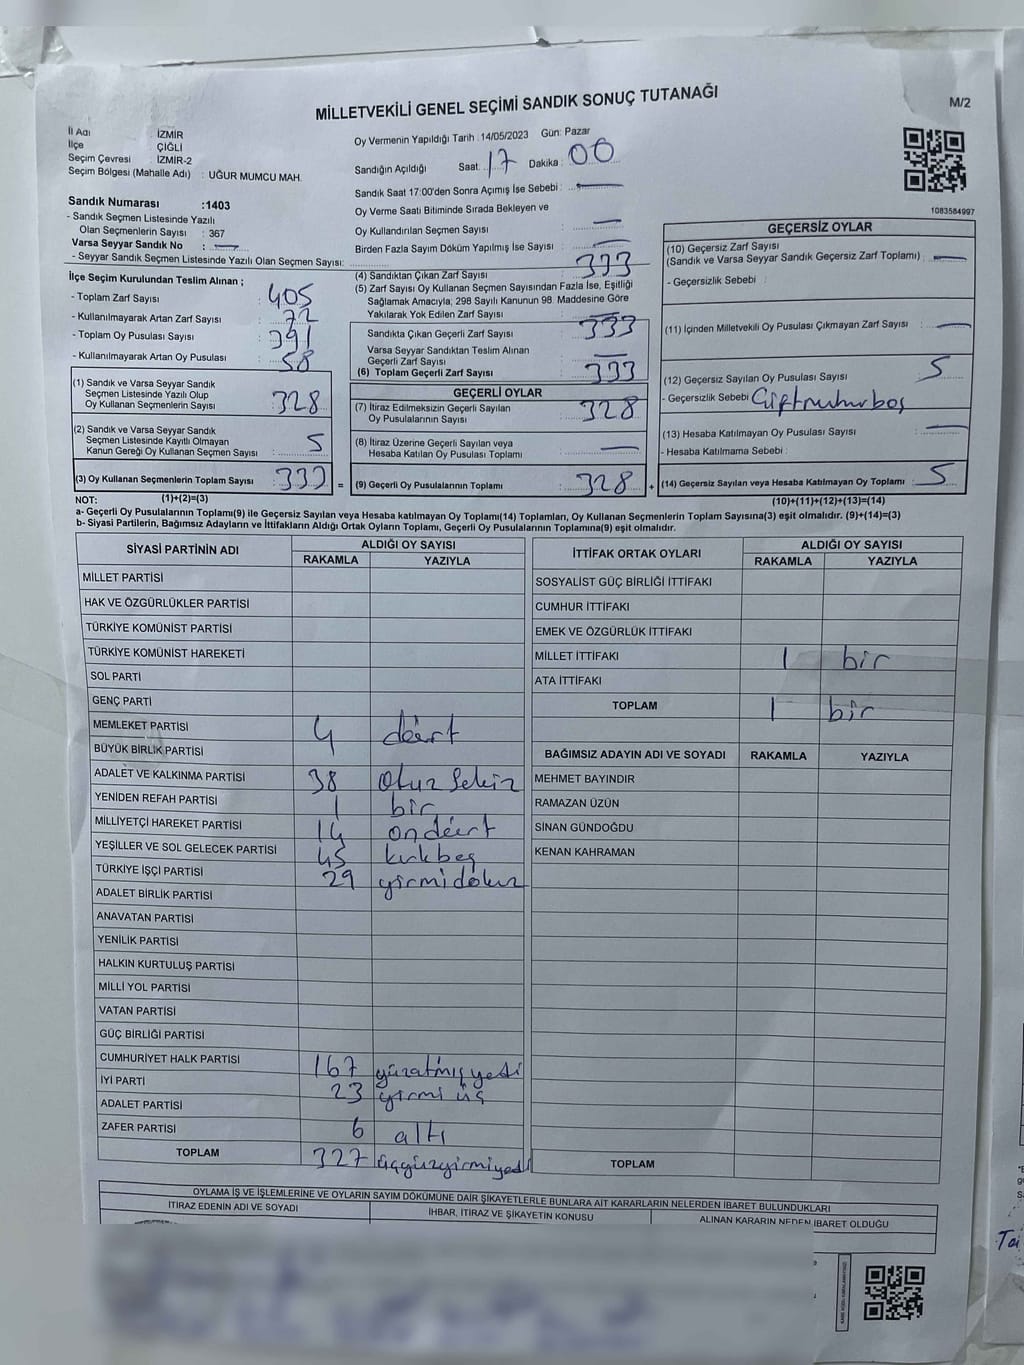 MİLLETVEKİLİ GENEL SEÇİMİ SANDIK SONUÇ TUTANAĞI
M/2
İl Adı İZMİR
İlçe ÇİĞLİ
Seçim Çevresi İZMİR-2
Seçim Bölgesi (Mahalle Adı) : UĞUR MUMCU MAH.
Sandık Numarası :1403
- Sandık Seçmen Listesinde Yazılı
Olan Seçmenlerin Sayısı : 367
Varsa Seyyar Sandık No : —
- Seyyar Sandık Seçmen Listesinde Yazılı Olan Seçmen Sayısı:
Oy Vermenin Yapıldığı Tarih : 14/05/2023 Gün: Pazar
Sandığın Açıldığı Saat: 17 Dakika : 00
Sandık Saat 17:00'den Sonra Açımış İse Sebebi : —
Oy Verme Saati Bitiminde Sırada Bekleyen ve
Oy Kullandırılan Seçmen Sayısı : —
Birden Fazla Sayım Döküm Yapılmış İse Sayısı : —
1083584997
İlçe Seçim Kurulundan Teslim Alınan ;
- Toplam Zarf Sayısı : 405
- Kullanılmayarak Artan Zarf Sayısı : 72
- Toplam Oy Pusulası Sayısı : 391
- Kullanılmayarak Artan Oy Pusulası : 58
(1) Sandık ve Varsa Seyyar Sandık
Seçmen Listesinde Yazılı Olup
Oy Kullanan Seçmenlerin Sayısı : 328
(2) Sandık ve Varsa Seyyar Sandık
Seçmen Listesinde Kayıtlı Olmayan
Kanun Gereği Oy Kullanan Seçmen Sayısı : 5
(3) Oy Kullanan Seçmenlerin Toplam Sayısı : 333 =
(4) Sandıktan Çıkan Zarf Sayısı : 333
(5) Zarf Sayısı Oy Kullanan Seçmen Sayısından Fazla İse, Eşitliği
Sağlamak Amacıyla, 298 Sayılı Kanunun 98. Maddesine Göre
Yakılarak Yok Edilen Zarf Sayısı : —
Sandıkta Çıkan Geçerli Zarf Sayısı : 333
Varsa Seyyar Sandıktan Teslim Alınan
Geçerli Zarf Sayısı : —
(6) Toplam Geçerli Zarf Sayısı : 333
GEÇERLİ OYLAR
(7) İtiraz Edilmeksizin Geçerli Sayılan
Oy Pusulalarının Sayısı : 328
(8) İtiraz Üzerine Geçerli Sayılan veya
Hesaba Katılan Oy Pusulası Toplamı : —
(9) Geçerli Oy Pusulalarının Toplamı : 328 +
GEÇERSİZ OYLAR
(10) Geçersiz Zarf Sayısı
(Sandık ve Varsa Seyyar Sandık Geçersiz Zarf Toplamı) : —
- Geçersizlik Sebebi :
(11) İçinden Milletvekili Oy Pusulası Çıkmayan Zarf Sayısı : —
(12) Geçersiz Sayılan Oy Pusulası Sayısı : 5
- Geçersizlik Sebebi
(13) Hesaba Katılmayan Oy Pusulası Sayısı : —
- Hesaba Katılmama Sebebi :
(14) Geçersiz Sayılan veya Hesaba Katılmayan Oy Toplamı : 5
NOT: (1)+(2)=(3) (10)+(11)+(12)+(13)=(14)
a- Geçerli Oy Pusulalarının Toplamı(9) ile Geçersiz Sayılan veya Hesaba katılmayan Oy Toplamı(14) Toplamları, Oy Kullanan Seçmenlerin Toplam Sayısına(3) eşit olmalıdır. (9)+(14)=(3)
b- Siyasi Partilerin, Bağımsız Adayların ve İttifakların Aldığı Ortak Oyların Toplamı, Geçerli Oy Pusulalarının Toplamına(9) eşit olmalıdır.
SİYASİ PARTİNİN ADI ALDIĞI OY SAYISI
RAKAMLA YAZIYLA
MİLLET PARTİSİ
HAK VE ÖZGÜRLÜKLER PARTİSİ
TÜRKİYE KOMÜNİST PARTİSİ
TÜRKİYE KOMÜNİST HAREKETİ
SOL PARTİ
GENÇ PARTİ
MEMLEKET PARTİSİ 4 dört
BÜYÜK BİRLİK PARTİSİ
ADALET VE KALKINMA PARTİSİ 38 Otuz Sekiz
YENİDEN REFAH PARTİSİ 1 bir
MİLLİYETÇİ HAREKET PARTİSİ 14 ondört
YEŞİLLER VE SOL GELECEK PARTİSİ 45 kırkbeş
TÜRKİYE İŞÇİ PARTİSİ 29 yirmidokuz
ADALET BİRLİK PARTİSİ
ANAVATAN PARTİSİ
YENİLİK PARTİSİ
HALKIN KURTULUŞ PARTİSİ
MİLLİ YOL PARTİSİ
VATAN PARTİSİ
GÜÇ BİRLİĞİ PARTİSİ
CUMHURİYET HALK PARTİSİ 167 yüzatmışyedi
İYİ PARTİ 23 yirmi üç
ADALET PARTİSİ
ZAFER PARTİSİ 6 altı
TOPLAM 327 üçyüzyirmiyedi
İTTİFAK ORTAK OYLARI ALDIĞI OY SAYISI
RAKAMLA YAZIYLA
SOSYALİST GÜÇ BİRLİĞİ İTTİFAKI
CUMHUR İTTİFAKI
EMEK VE ÖZGÜRLÜK İTTİFAKI
MİLLET İTTİFAKI 1 bir
ATA İTTİFAKI
TOPLAM 1 bir
BAĞIMSIZ ADAYIN ADI VE SOYADI RAKAMLA YAZIYLA
MEHMET BAYINDIR
RAMAZAN ÜZÜN
SİNAN GÜNDOĞDU
KENAN KAHRAMAN
TOPLAM
OYLAMA İŞ VE İŞLEMLERİNE VE OYLARIN SAYIM DÖKÜMÜNE DAİR ŞİKAYETLERLE BUNLARA AİT KARARLARIN NELERDEN İBARET BULUNDUKLARI
İTİRAZ EDENİN ADI VE SOYADI İHBAR, İTİRAZ VE ŞİKAYETİN KONUSU ALINAN KARARIN NEDEN İBARET OLDUĞU